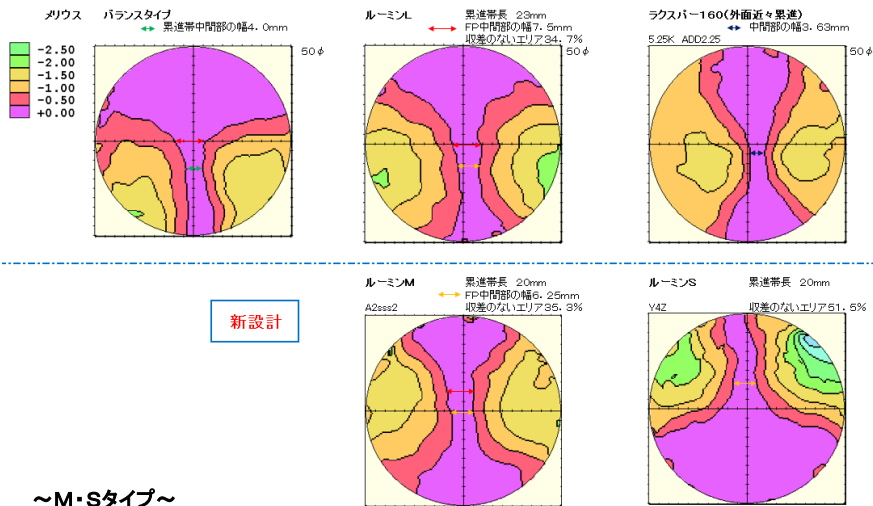 メリウス バランスタイプ
累進帯中間部の幅4.0mm
50φ
-2.50
-2.00
-1.50
-1.00
-0.50
+0.00
ルーミンL 累進帯長 23mm
FP中間部の幅7.5mm
収差のないエリア34.7%
50φ
ラクスバー160(外面近々累進)
中間部の幅3.63mm
5.25K ADD2.25
50φ
新設計
ルーミンM 累進帯長 20mm
FP中間部の幅6.25mm
A2sss2 収差のないエリア35.3%
ルーミンS 累進帯長 20mm
Y4Z 収差のないエリア51.5%
~M・Sタイプ~